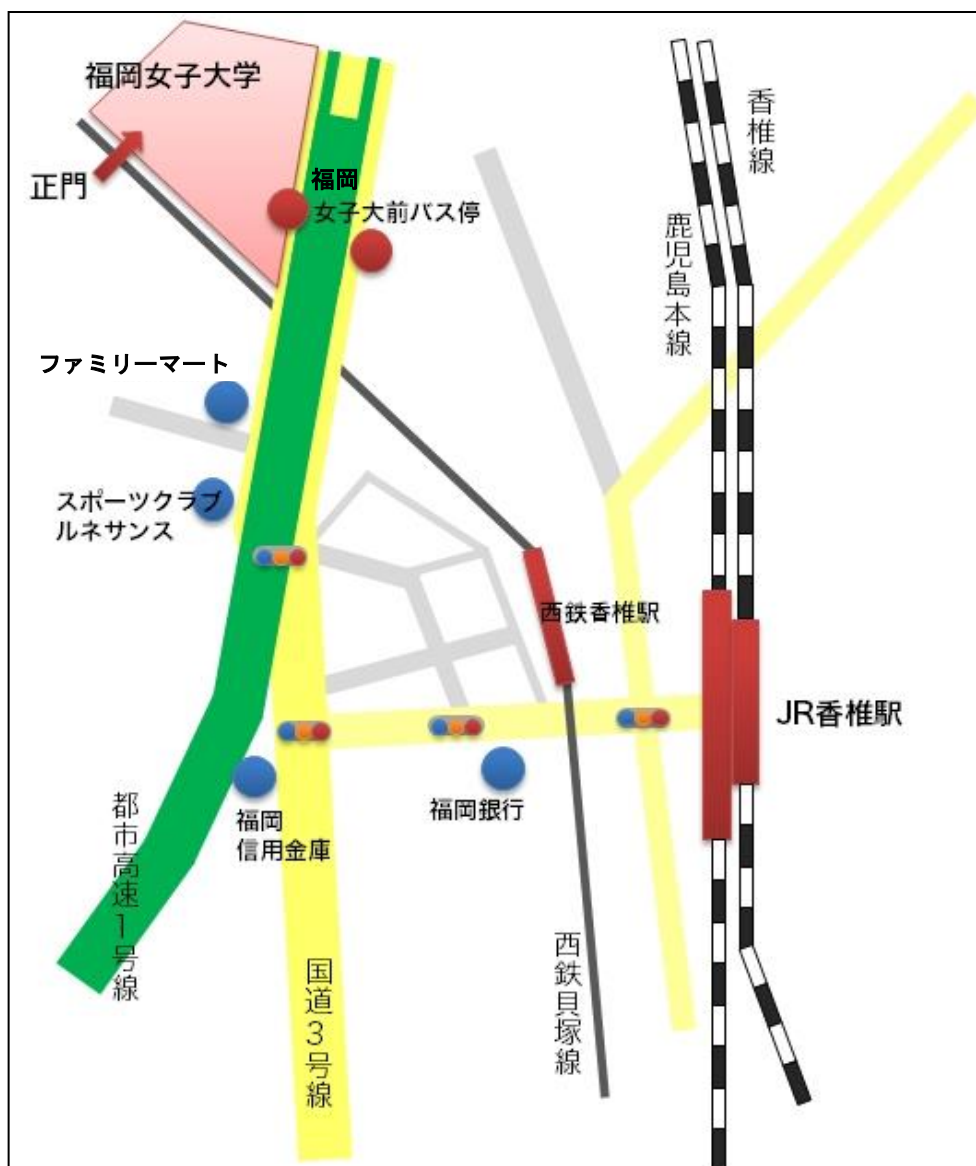 福岡女子大学
正門
福岡
女子大前バス停
香椎線
鹿児島本線
ファミリーマート
スポーツクラブ
ルネサンス
西鉄香椎駅
JR香椎駅
福岡
信用金庫
福岡銀行
都市高速1号線
国道3号線
西鉄貝塚線